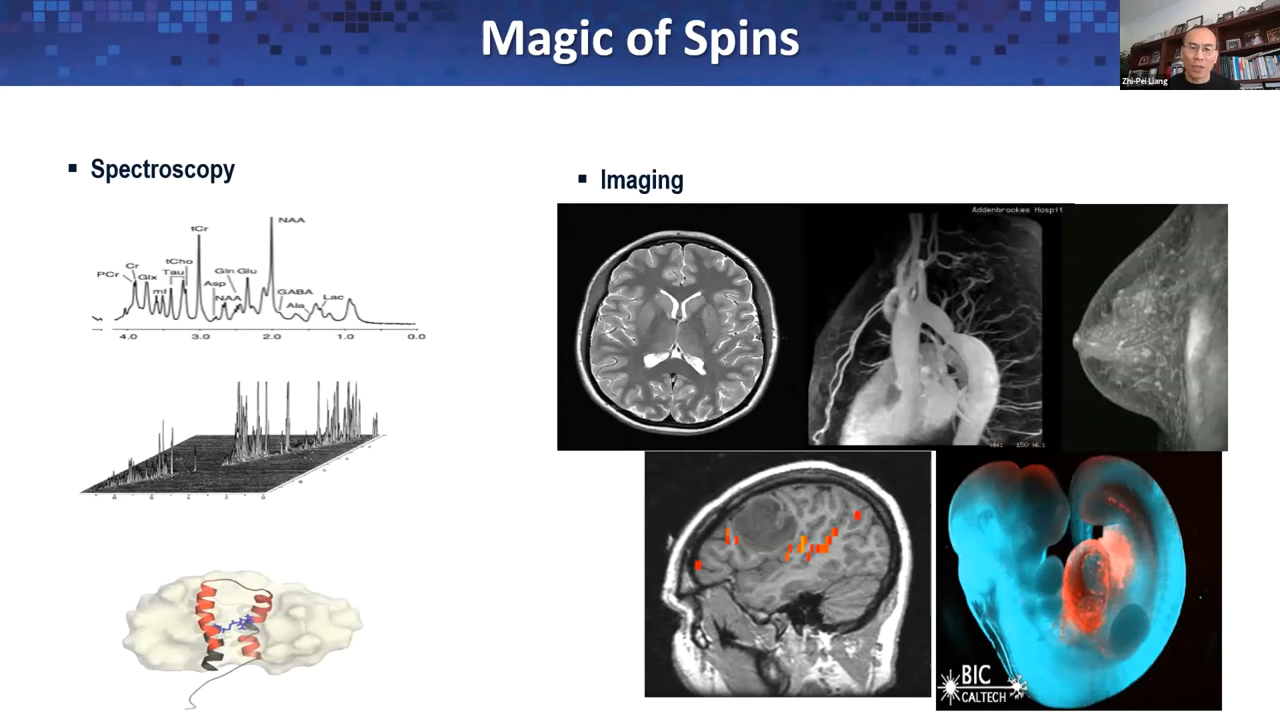 Magic of Spins
Zhi-Pei Liang
Spectroscopy
NAA
tCr
tCho
Cr
Tau
Gln Glu
PCr
Glx
Asp
mI
NAA
GABA
Ala
Lac
4.0 3.0 2.0 1.0 0.0
Imaging
Addenbrookes Hospit
BIC
CALTECH